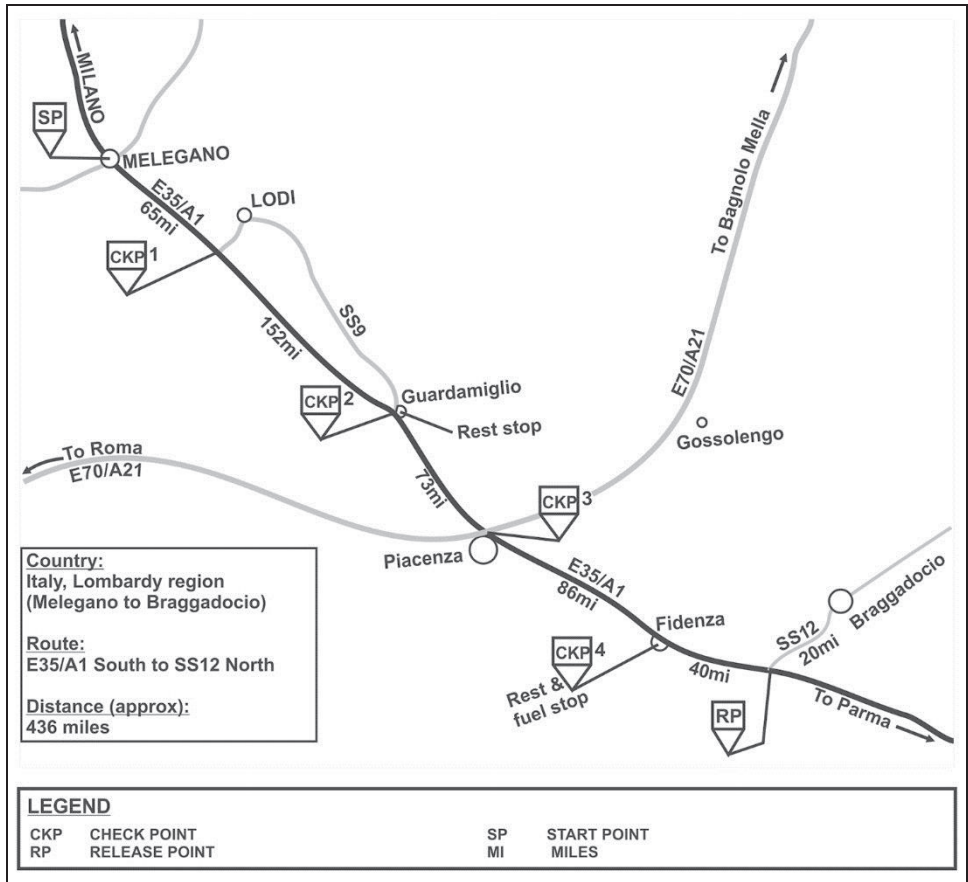 MILANO
SP
MELEGANO
E35/A1
65mi
LODI
CKP 1
SS9
152mi
To Bagnolo Mella
E70/A21
CKP 2
Guardamiglio
Rest stop
Gossolengo
To Roma
E70/A21
73mi
CKP 3
Piacenza
E35/A1
86mi
Fidenza
CKP 4
Rest &
fuel stop
40mi
SS12
20mi
Braggadocio
RP
To Parma
Country:
Italy, Lombardy region
(Melegano to Braggadocio)
Route:
E35/A1 South to SS12 North
Distance (approx):
436 miles
LEGEND
CKP CHECK POINT SP START POINT
RP RELEASE POINT MI MILES